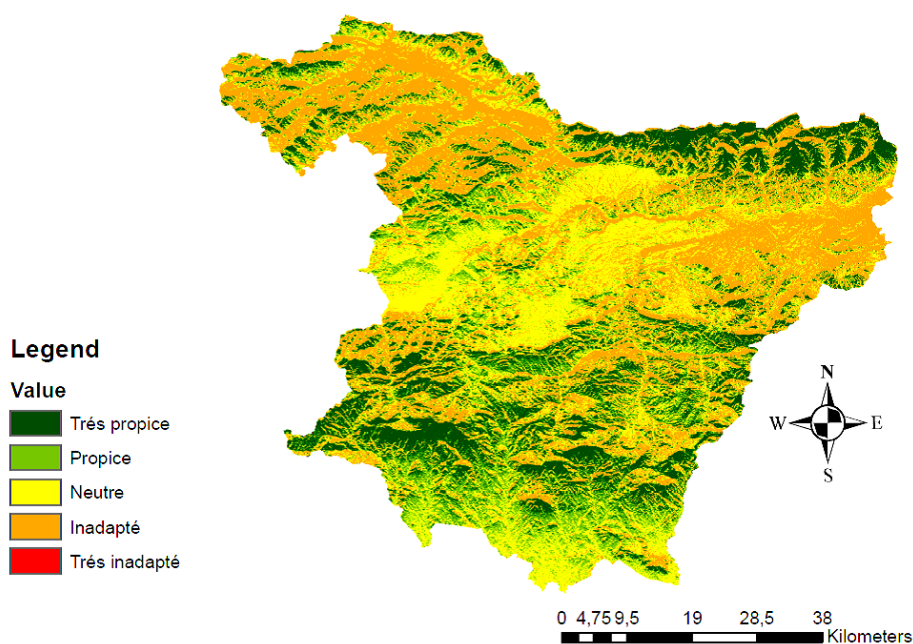 Legend
Value
Trés propice
Propice
Neutre
Inadapté
Trés inadapté
N
W E
S
0 4,75 9,5 19 28,5 38
Kilometers